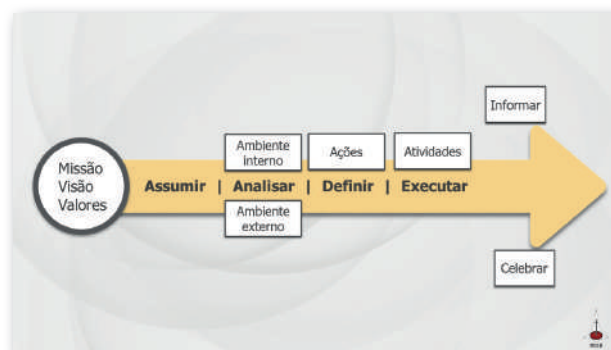 Informar
Ambiente
interno
Ações
Atividades
Missão
Visão
Valores
Assumir | Analisar | Definir | Executar
Ambiente
externo
Celebrar